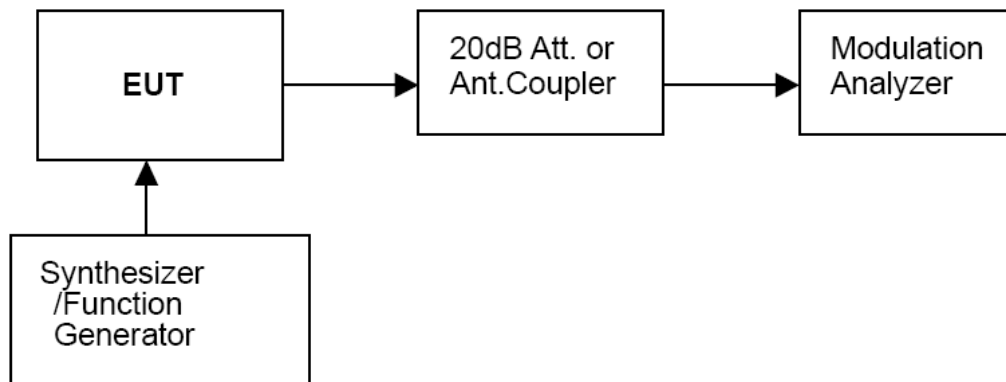 EUT
20dB Att. or
Ant.Coupler
Modulation
Analyzer
Synthesizer
/Function
Generator